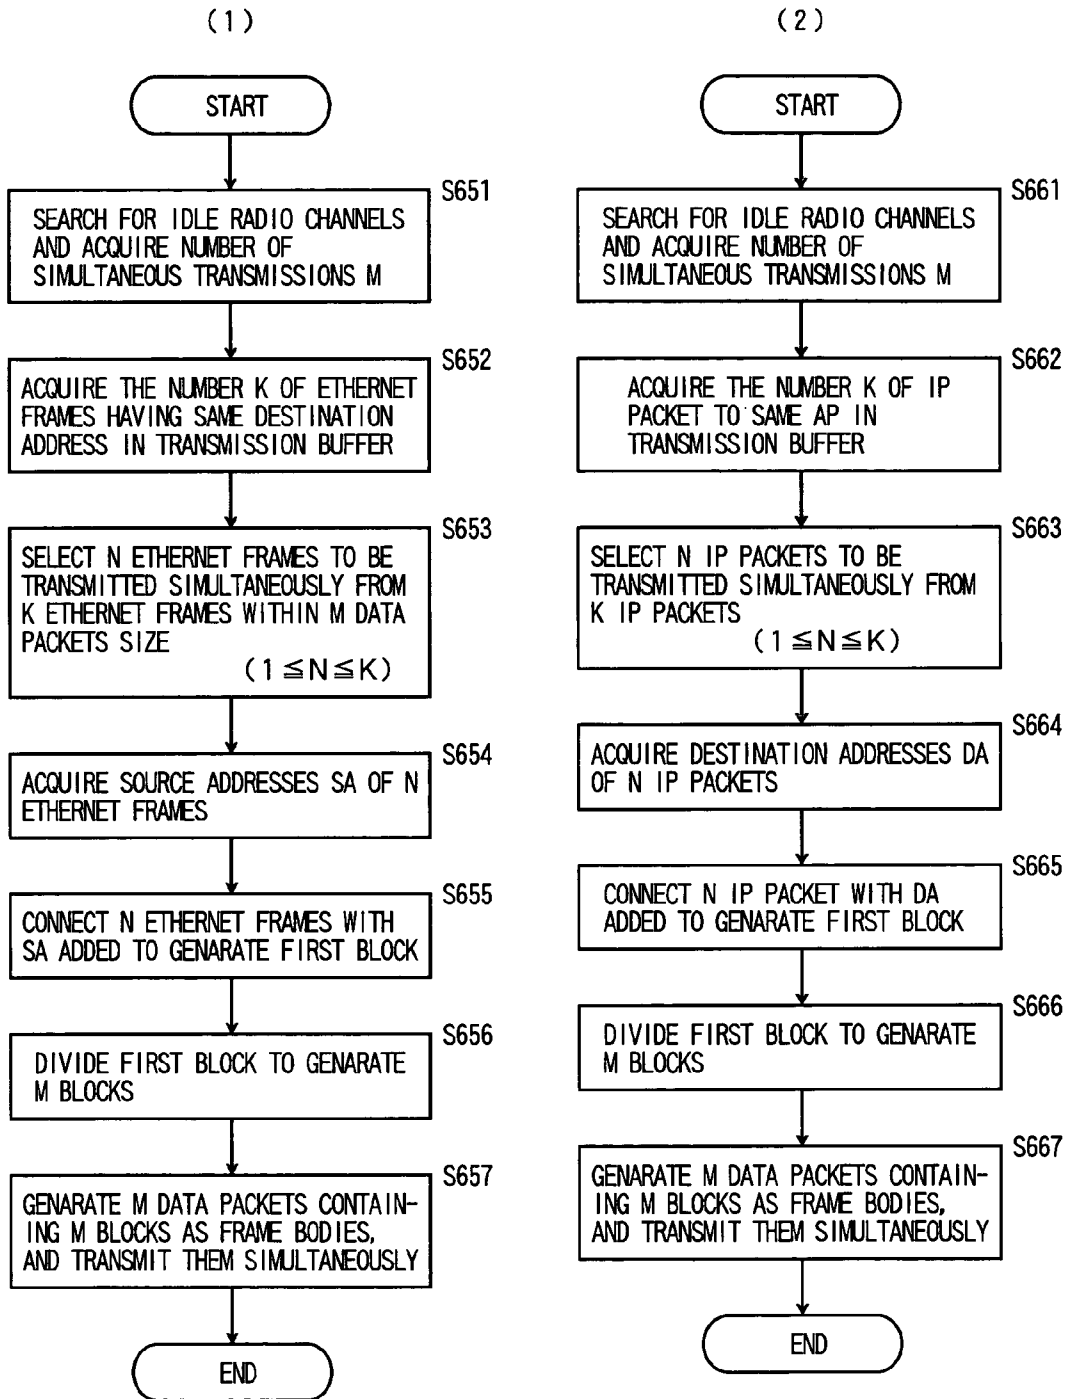 (1)
START
S651
SEARCH FOR IDLE RADIO CHANNELS
AND ACQUIRE NUMBER OF
SIMULTANEOUS TRANSMISSIONS M
S652
ACQUIRE THE NUMBER K OF ETHERNET
FRAMES HAVING SAME DESTINATION
ADDRESS IN TRANSMISSION BUFFER
S653
SELECT N ETHERNET FRAMES TO BE
TRANSMITTED SIMULTANEOUSLY FROM
K ETHERNET FRAMES WITHIN M DATA
PACKETS SIZE
(1≦N≦K)
S654
ACQUIRE SOURCE ADDRESSES SA OF N
ETHERNET FRAMES
S655
CONNECT N ETHERNET FRAMES WITH
SA ADDED TO GENARATE FIRST BLOCK
S656
DIVIDE FIRST BLOCK TO GENARATE
M BLOCKS
S657
GENARATE M DATA PACKETS CONTAIN-
ING M BLOCKS AS FRAME BODIES,
AND TRANSMIT THEM SIMULTANEOUSLY
END
(2)
START
S661
SEARCH FOR IDLE RADIO CHANNELS
AND ACQUIRE NUMBER OF
SIMULTANEOUS TRANSMISSIONS M
S662
ACQUIRE THE NUMBER K OF IP
PACKET TO SAME AP IN
TRANSMISSION BUFFER
S663
SELECT N IP PACKETS TO BE
TRANSMITTED SIMULTANEOUSLY FROM
K IP PACKETS
(1≦N≦K)
S664
ACQUIRE DESTINATION ADDRESSES DA
OF N IP PACKETS
S665
CONNECT N IP PACKET WITH DA
ADDED TO GENARATE FIRST BLOCK
S666
DIVIDE FIRST BLOCK TO GENARATE
M BLOCKS
S667
GENARATE M DATA PACKETS CONTAIN-
ING M BLOCKS AS FRAME BODIES,
AND TRANSMIT THEM SIMULTANEOUSLY
END